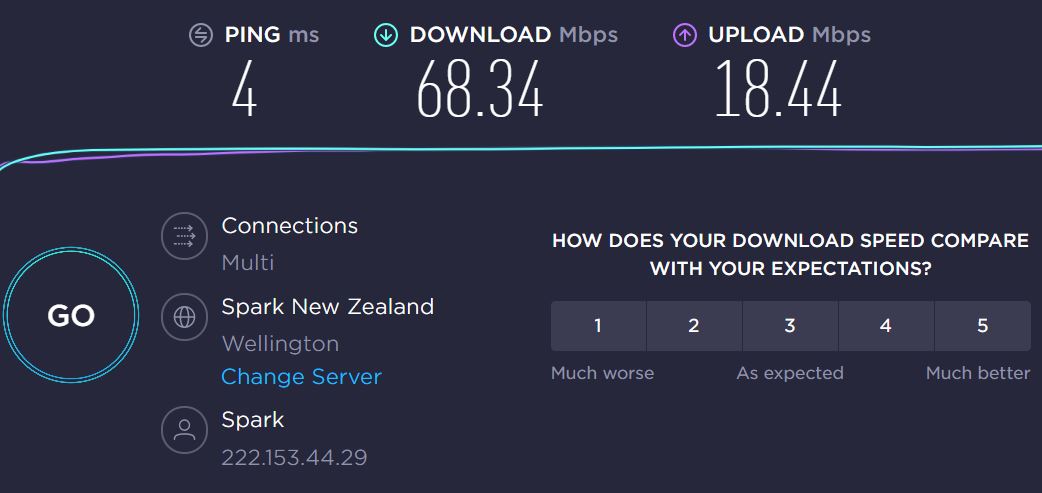 PING ms DOWNLOAD Mbps UPLOAD Mbps
4 68.34 18.44
Connections
Multi
Spark New Zealand
Wellington
Change Server
Spark
222.153.44.29
GO
HOW DOES YOUR DOWNLOAD SPEED COMPARE
WITH YOUR EXPECTATIONS?
1 2 3 4 5
Much worse As expected Much better